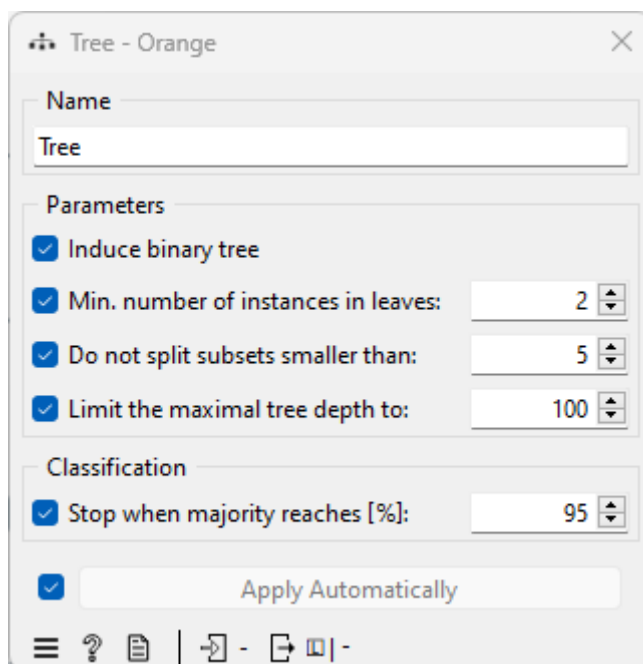 Tree - Orange
Name
Tree
Parameters
Induce binary tree
Min. number of instances in leaves: 2
Do not split subsets smaller than: 5
Limit the maximal tree depth to: 100
Classification
Stop when majority reaches [%]: 95
Apply Automatically
? - | -